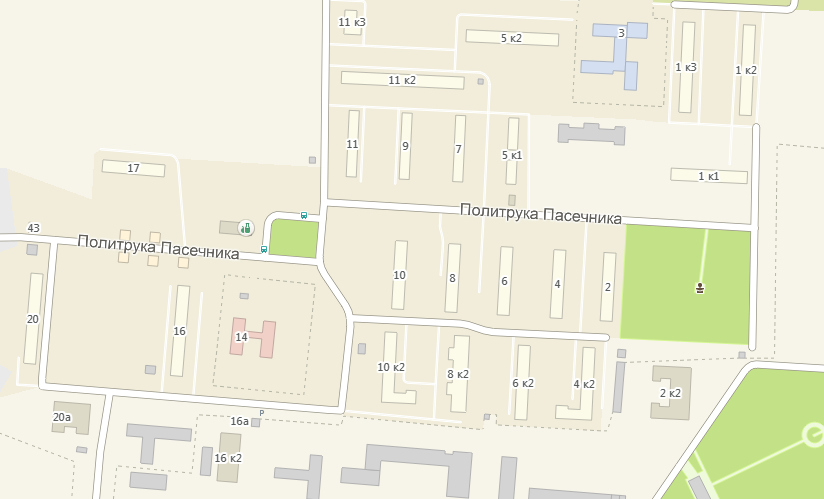 11 к3
5 к2
3
1 к3
1 к2
11 к2
11
9
7
5 к1
17
1 к1
Политрука Пасечника
43
Политрука Пасечника
10
8
6
4
2
20
16
14
10 к2
8 к2
6 к2
4 к2
2 к2
20а
P
16а
16 к2